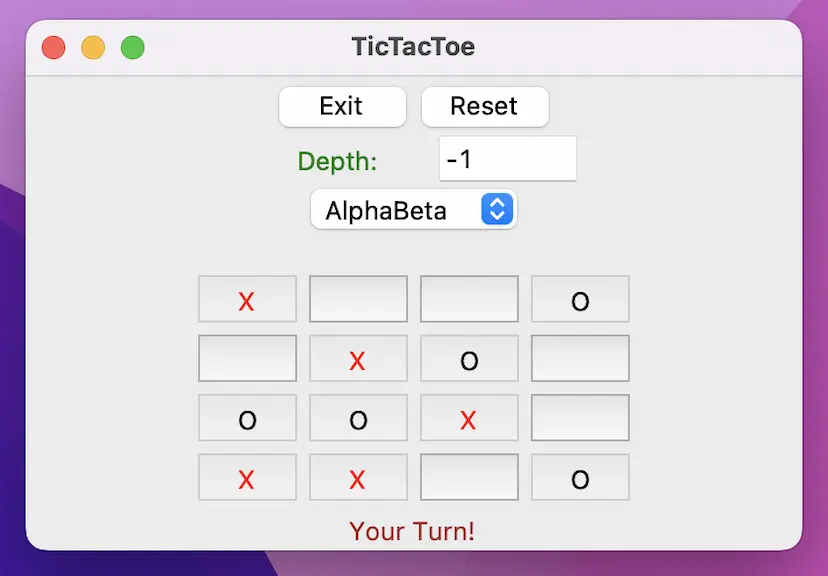 TicTacToe
Exit Reset
Depth: -1
AlphaBeta
X O
X O
O O X
X X O
Your Turn!